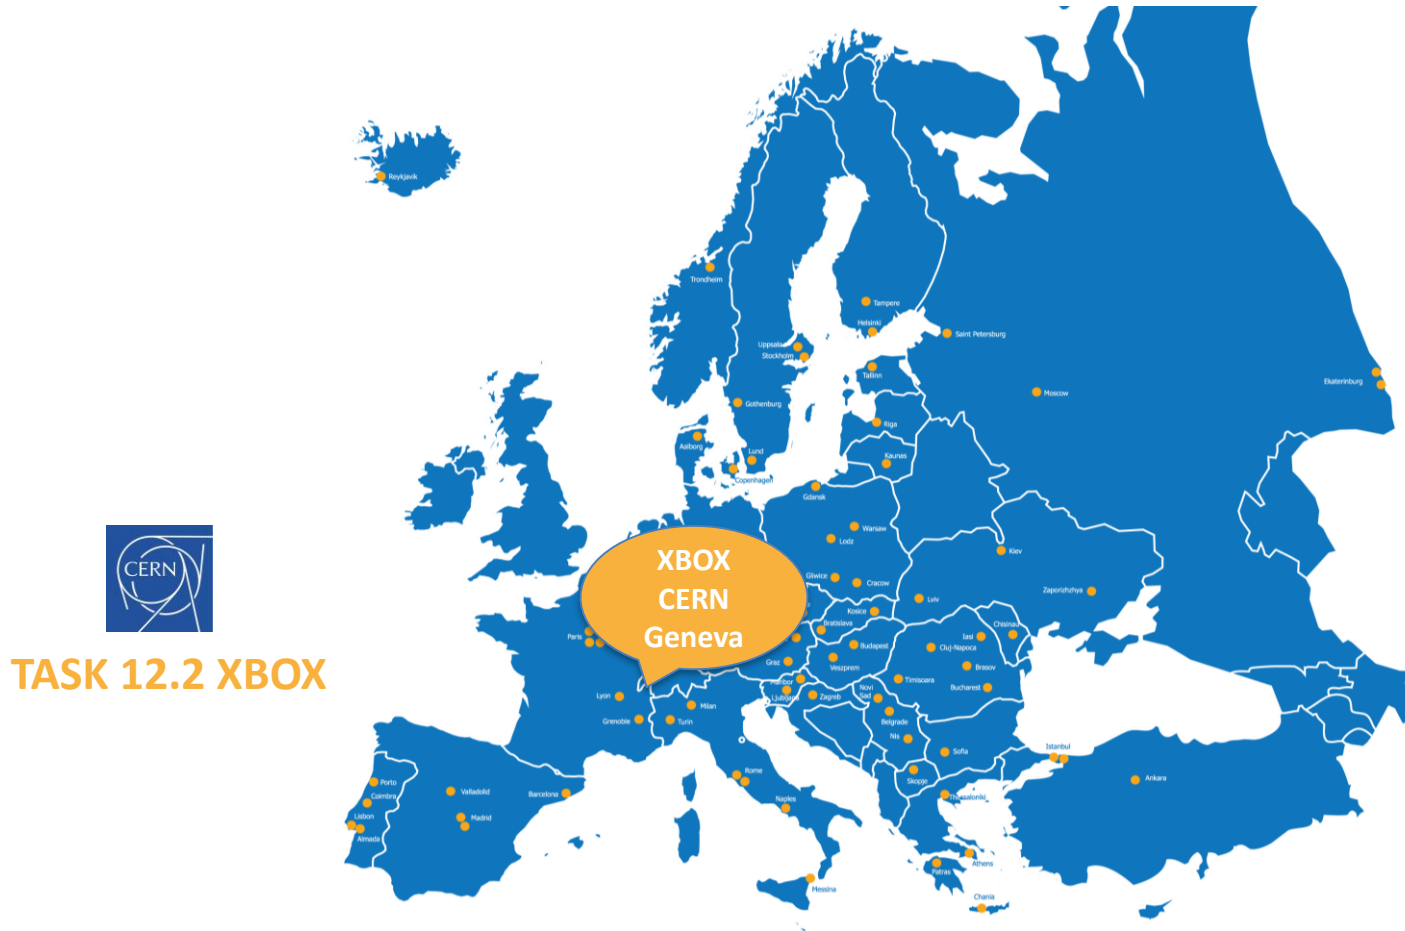 Reykjavik
Trondheim
Tampere
Helsinki
Saint Petersburg
Uppsala
Stockholm
Tallinn
Ekaterinburg
Moscow
Gothenburg
Riga
Aalborg
Lund
Kaunas
Copenhagen
Gdansk
Warsaw
Lodz
XBOX
CERN
Geneva
Kiev
CERN
Gliwice
Cracow
Zaporizhzhya
Lviv
Kosice
Bratislava
Chisinau
Paris
Iasi
Budapest
Cluj-Napoca
Graz
Veszprem
Brasov
TASK 12.2 XBOX
Timisoara
Maribor
Novi
Sad
Bucharest
Lyon
Ljubljana
Zagreb
Milan
Grenoble
Turin
Belgrade
Nis
Istanbul
Sofia
Rome
Skopje
Ankara
Porto
Valladolid
Barcelona
Coimbra
Naples
Thessaloniki
Lisbon
Madrid
Almada
Athens
Patras
Messina
Chania